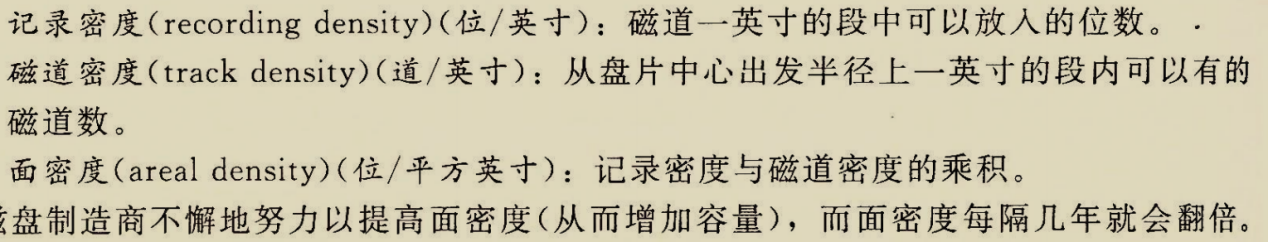 记录密度(recording density)(位/英寸)：磁道一英寸的段中可以放入的位数。
磁道密度(track density)(道/英寸)：从盘片中心出发半径上一英寸的段内可以有的
磁道数。
面密度(areal density)(位/平方英寸)：记录密度与磁道密度的乘积。
盘制造商不懈地努力以提高面密度(从而增加容量)，而面密度每隔几年就会翻倍。